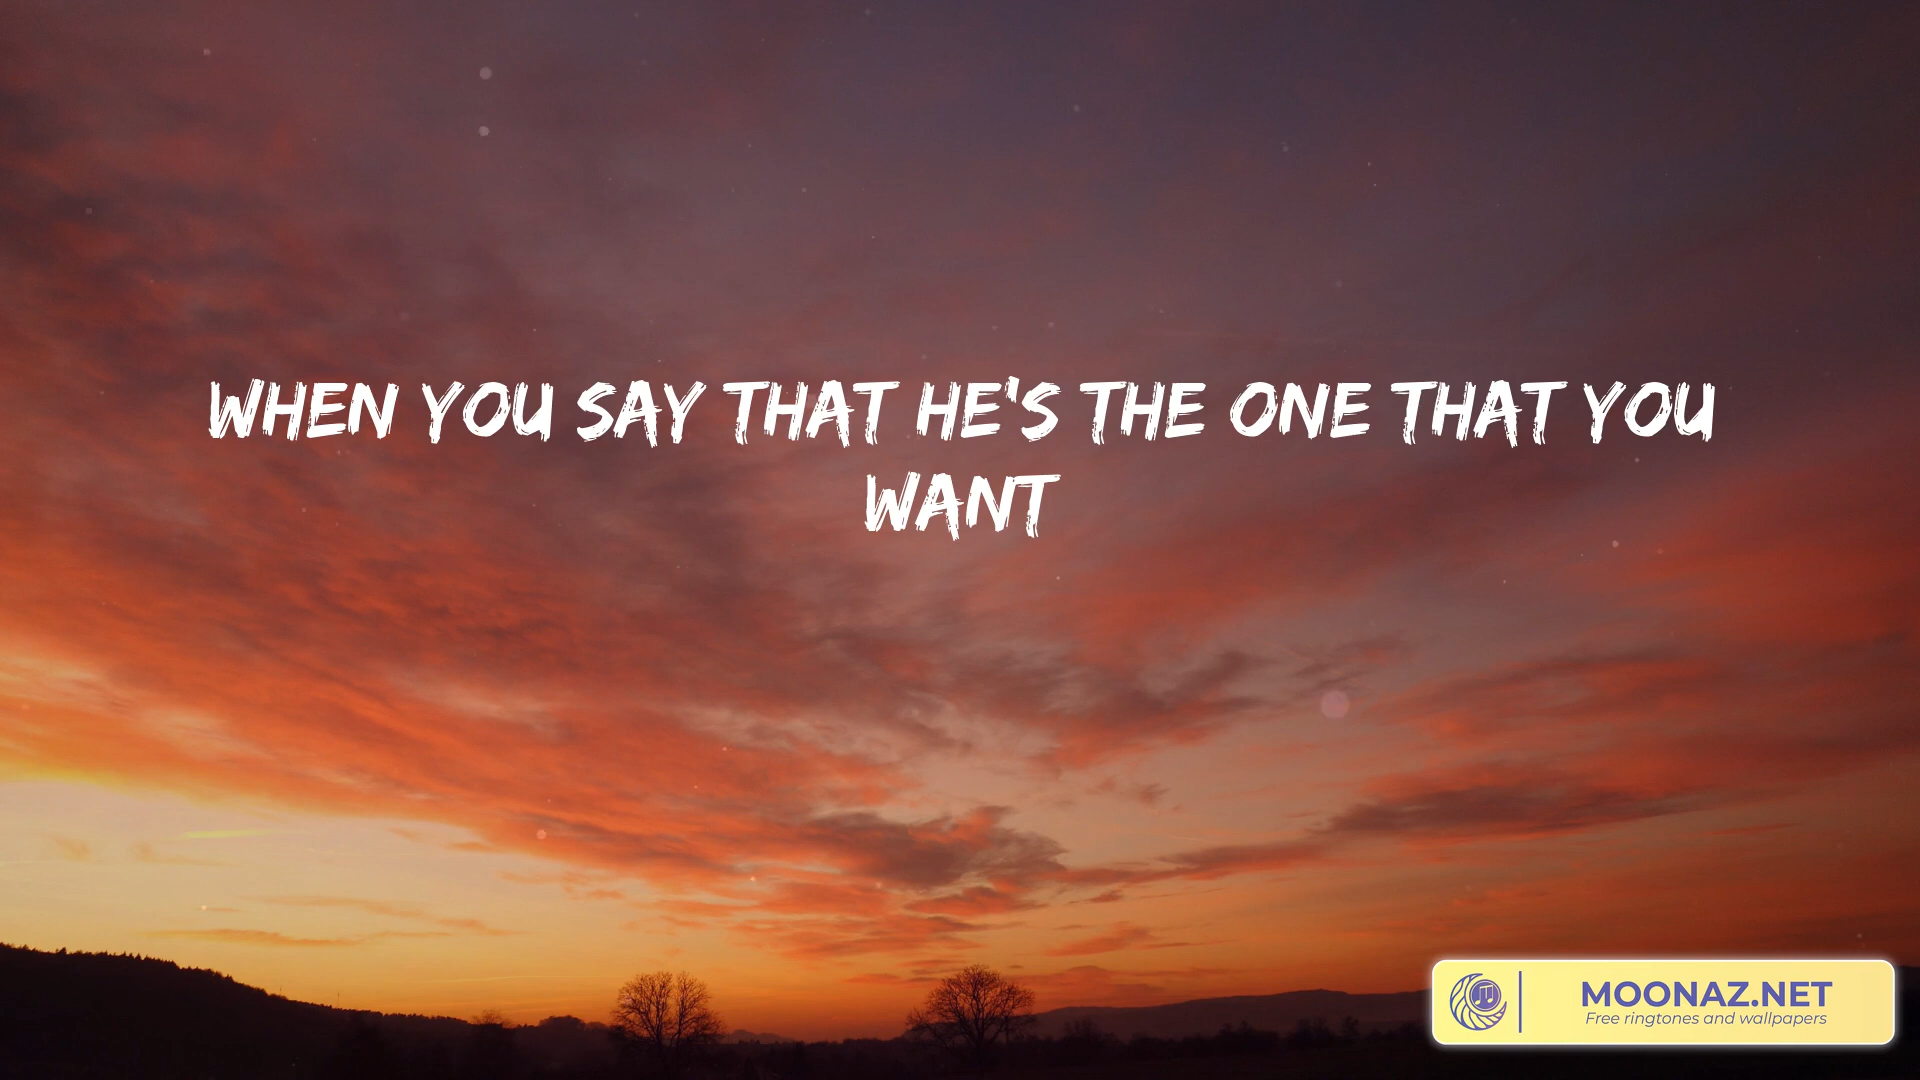 WHEN YOU SAY THAT HE'S THE ONE THAT YOU
WANT
MOONAZ.NET
Free ringtones and wallpapers